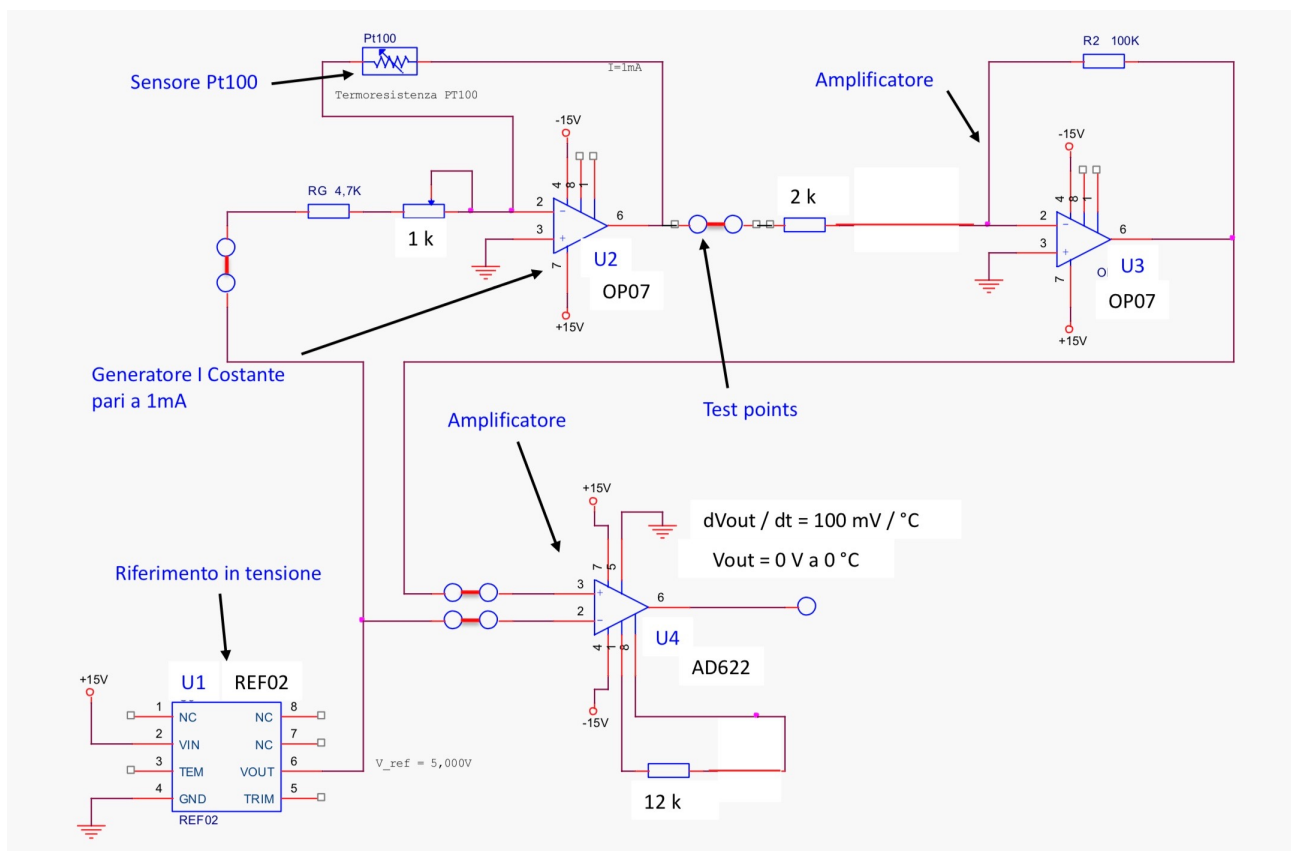 Pt100
Sensore Pt100
I=1mA
Termoresistenza PT100
R2 100K
Amplificatore
-15V
4
8
1
2
3
6
7
+15V
RG 4,7K
1 k
U2
OP07
2 k
-15V
4
8
1
2
3
6
7
+15V
O
U3
OP07
Generatore I Costante
pari a 1mA
Test points
Amplificatore
+15V
7
5
3
2
6
4
1
8
-15V
U4
AD622
dVout / dt = 100 mV / °C
Vout = 0 V a 0 °C
12 k
Riferimento in tensione
+15V
U1 REF02
1 NC NC 8
2 VIN NC 7
3 TEM VOUT 6
4 GND TRIM 5
REF02
V_ref = 5,000V